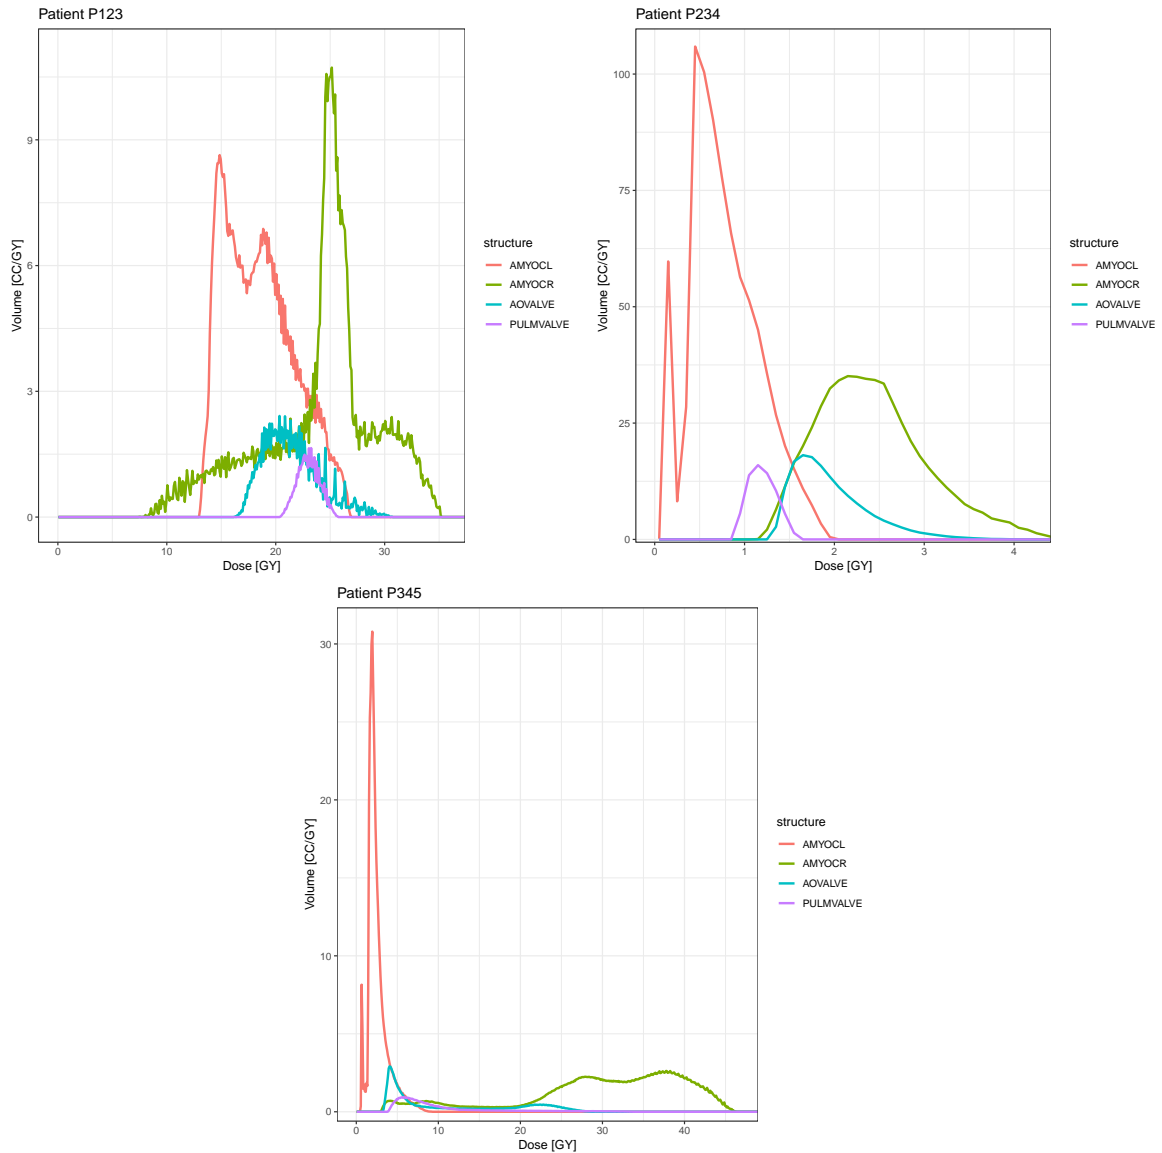 Patient P123
Volume [CC/GY]
9
6
3
0
0 10 20 30
Dose [GY]
structure
AMYOCL
AMYOCR
AOVALVE
PULMVALVE
Patient P234
Volume [CC/GY]
100
75
50
25
0
0 1 2 3 4
Dose [GY]
structure
AMYOCL
AMYOCR
AOVALVE
PULMVALVE
Patient P345
Volume [CC/GY]
30
20
10
0
0 10 20 30 40
Dose [GY]
structure
AMYOCL
AMYOCR
AOVALVE
PULMVALVE